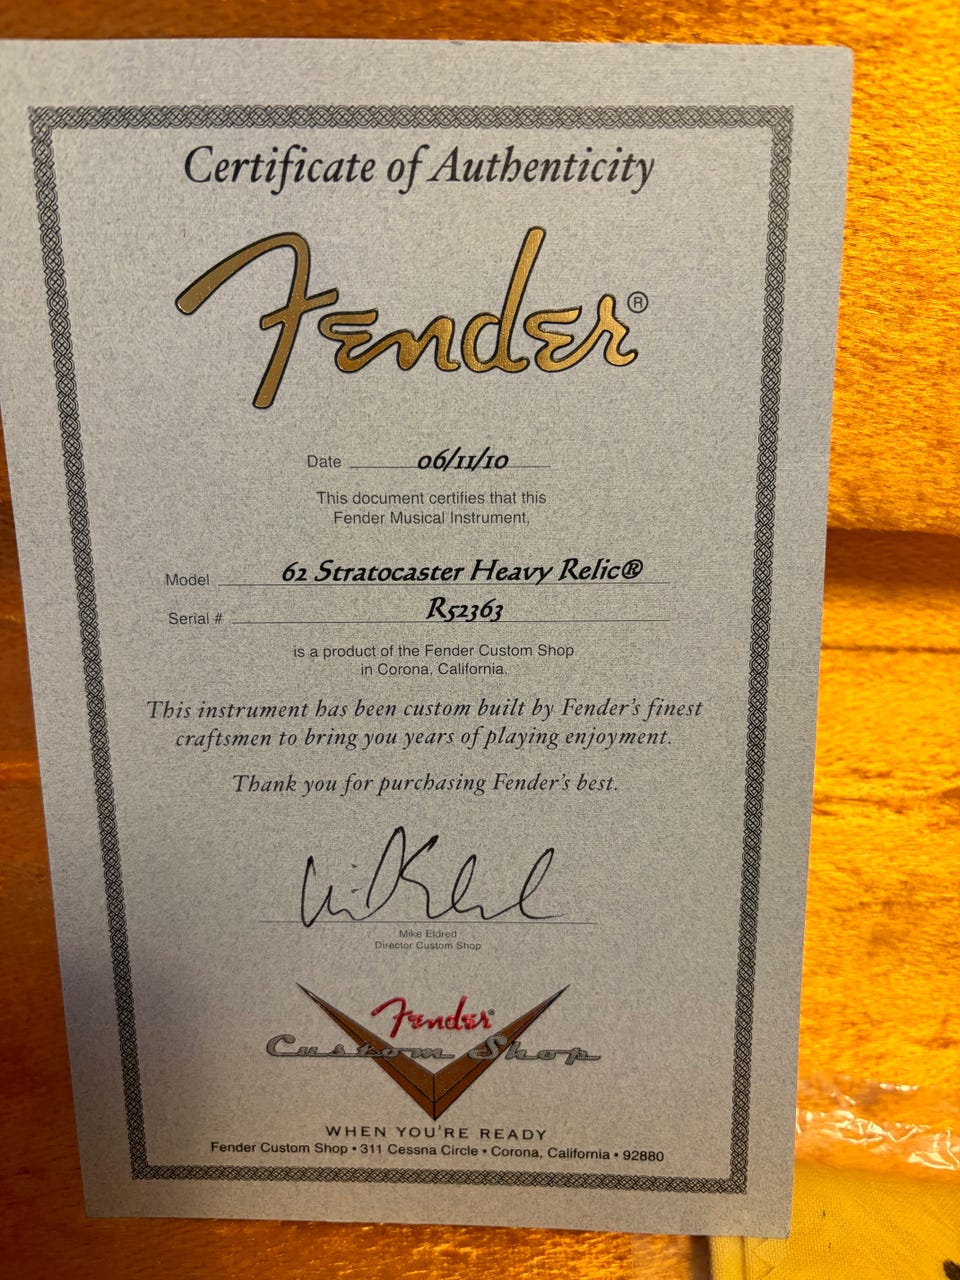 Certificate of Authenticity
Fender®
Date 06/11/10
This document certifies that this
Fender Musical Instrument,
Model 62 Stratocaster Heavy Relic®
Serial # R52363
is a product of the Fender Custom Shop
in Corona, California.
This instrument has been custom built by Fender's finest
craftsmen to bring you years of playing enjoyment.
Thank you for purchasing Fender's best.
Mike Eldred
Director Custom Shop
Fender®
Custom Shop
WHEN YOU'RE READY
Fender Custom Shop • 311 Cessna Circle • Corona, California • 92880